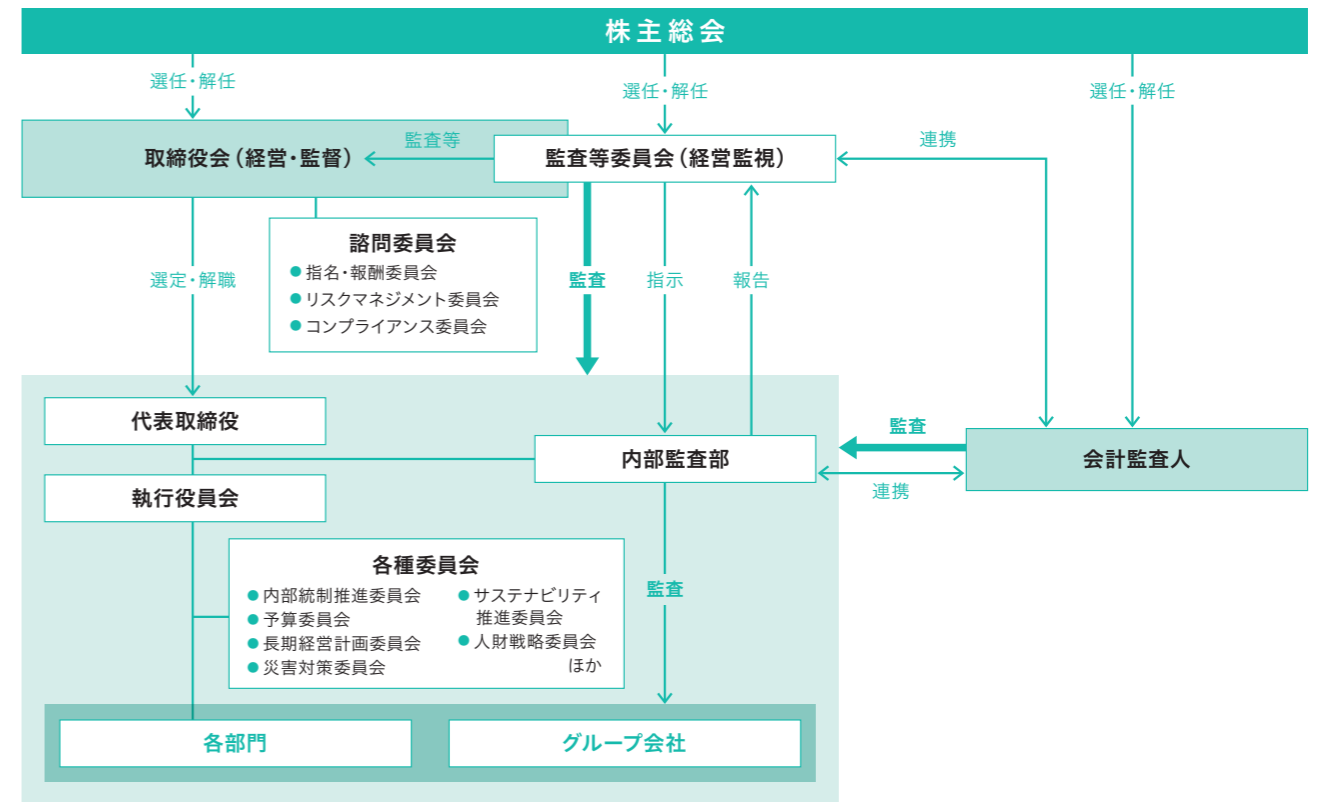 株主総会
選任・解任
選任・解任
選任・解任
取締役会（経営・監督）
監査等
監査等委員会（経営監視）
連携
諮問委員会
● 指名・報酬委員会
● リスクマネジメント委員会
● コンプライアンス委員会
選定・解職
監査
指示
報告
代表取締役
内部監査部
監査
会計監査人
連携
執行役員会
各種委員会
● 内部統制推進委員会
● 予算委員会
● 長期経営計画委員会
● 災害対策委員会
● サステナビリティ
推進委員会
● 人財戦略委員会
ほか
監査
各部門
グループ会社